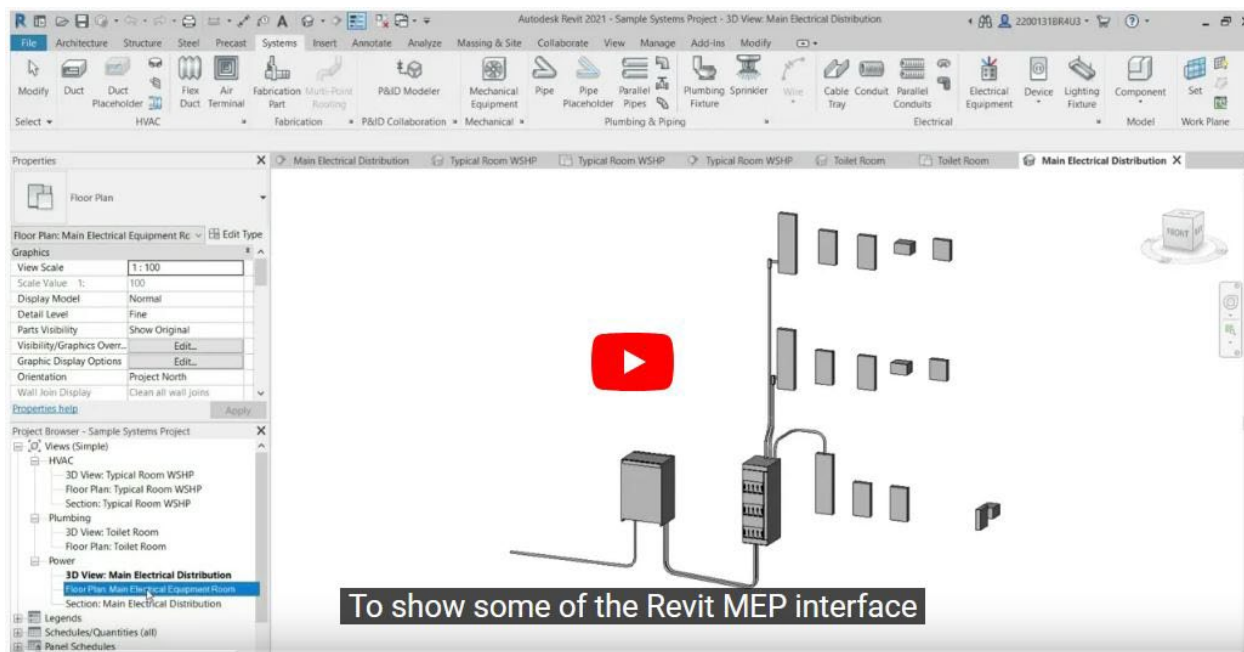 Autodesk Revit 2021 - Sample Systems Project - 3D View: Main Electrical Distribution
2200131BR4U3
File Architecture Structure Steel Precast Systems Insert Annotate Analyze Massing & Site Collaborate View Manage Add-Ins Modify
Modify Duct Duct Placeholder Flex Duct Air Terminal Fabrication Part Multi-Point Routing P&ID Modeler Mechanical Equipment Pipe Pipe Placeholder Parallel Pipes Plumbing Fixture Sprinkler Wire Cable Tray Conduit Parallel Conduits Electrical Equipment Device Lighting Fixture Component Set
Select HVAC Fabrication P&ID Collaboration Mechanical Plumbing & Piping Electrical Model Work Plane
Properties X
Main Electrical Distribution Typical Room WSHP Typical Room WSHP Typical Room WSHP Toilet Room Toilet Room Main Electrical Distribution X
Floor Plan
Floor Plan: Main Electrical Equipment Rc Edit Type
Graphics
View Scale 1 : 100
Scale Value 1: 100
Display Model Normal
Detail Level Fine
Parts Visibility Show Original
Visibility/Graphics Overr... Edit...
Graphic Display Options Edit...
Orientation Project North
Wall Join Display Clean all wall joins
Properties help Apply
FRONT
Project Browser - Sample Systems Project X
Views (Simple)
HVAC
3D View: Typical Room WSHP
Floor Plan: Typical Room WSHP
Section: Typical Room WSHP
Plumbing
3D View: Toilet Room
Floor Plan: Toilet Room
Power
3D View: Main Electrical Distribution
Floor Plan: Main Electrical Equipment Room
Section: Main Electrical Distribution
Legends
Schedules/Quantities (all)
Panel Schedules
To show some of the Revit MEP interface